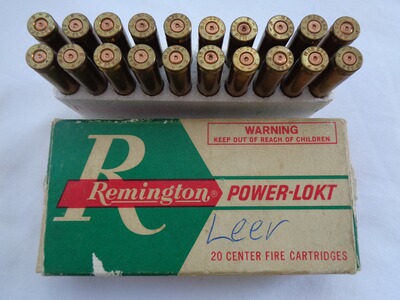 WARNING
KEEP OUT OF REACH OF CHILDREN
R
Remington® POWER-LOKT
Leer
20 CENTER FIRE CARTRIDGES